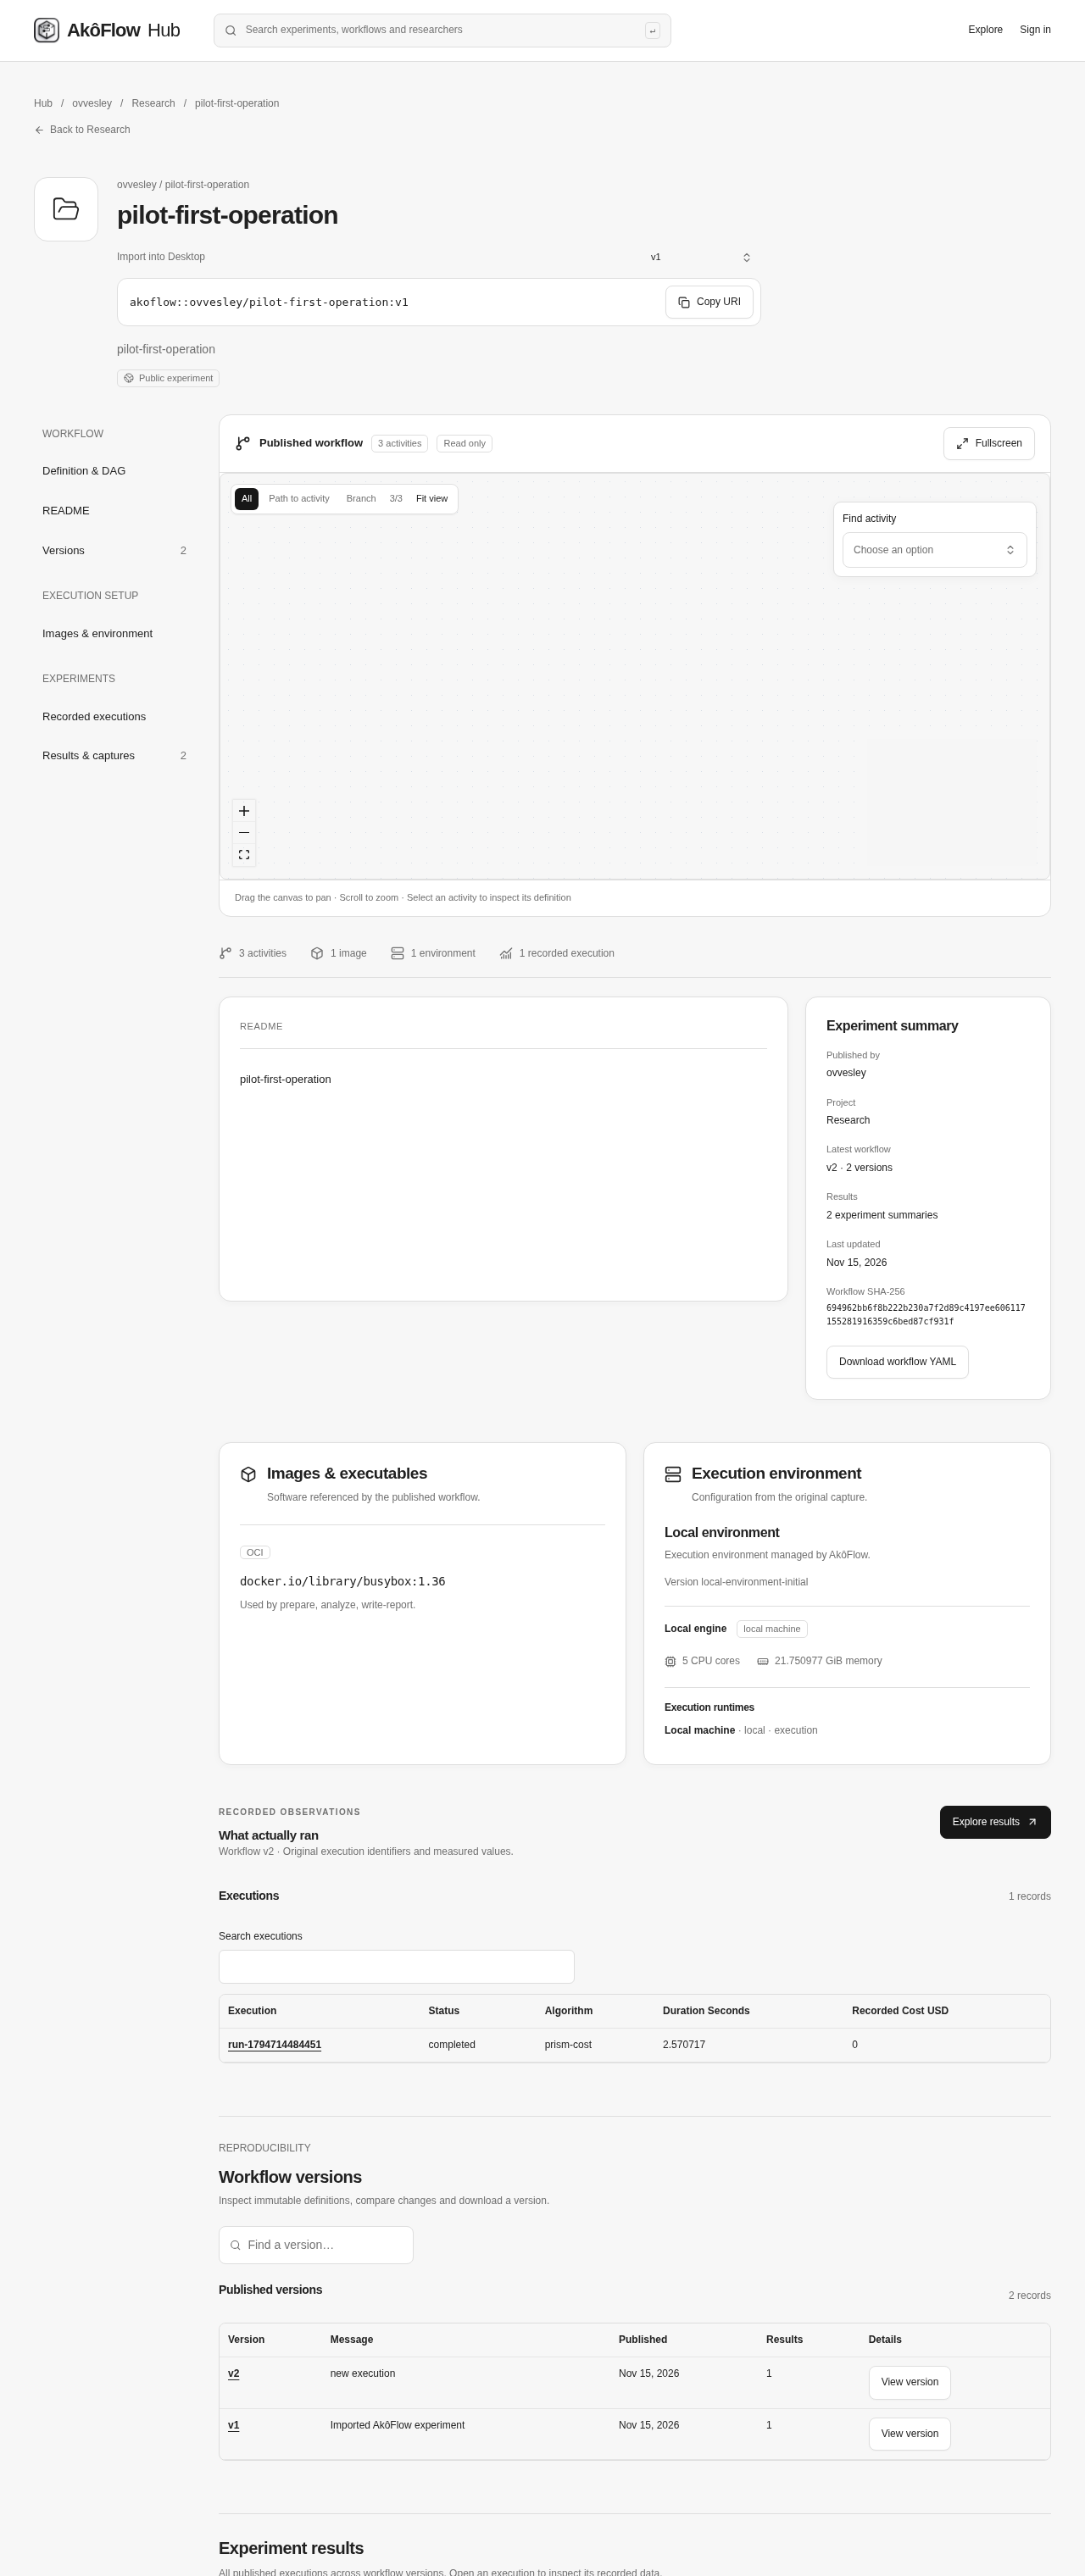 AkôFlow Hub
Search experiments, workflows and researchers
↵
Explore
Sign in
Hub / ovvesley / Research / pilot-first-operation
Back to Research
ovvesley / pilot-first-operation
pilot-first-operation
Import into Desktop
v1
akoflow::ovvesley/pilot-first-operation:v1
Copy URI
pilot-first-operation
Public experiment
WORKFLOW
Definition & DAG
README
Versions 2
EXECUTION SETUP
Images & environment
EXPERIMENTS
Recorded executions
Results & captures 2
Published workflow 3 activities Read only
Fullscreen
All Path to activity Branch 3/3 Fit view
Find activity
Choose an option
Drag the canvas to pan · Scroll to zoom · Select an activity to inspect its definition
3 activities 1 image 1 environment 1 recorded execution
README
pilot-first-operation
Experiment summary
Published by
ovvesley
Project
Research
Latest workflow
v2 · 2 versions
Results
2 experiment summaries
Last updated
Nov 15, 2026
Workflow SHA-256
694962bb6f8b222b230a7f2d89c4197ee606117
155281916359c6bed87cf931f
Download workflow YAML
Images & executables
Software referenced by the published workflow.
OCI
docker.io/library/busybox:1.36
Used by prepare, analyze, write-report.
Execution environment
Configuration from the original capture.
Local environment
Execution environment managed by AkôFlow.
Version local-environment-initial
Local engine local machine
5 CPU cores 21.750977 GiB memory
Execution runtimes
Local machine · local · execution
RECORDED OBSERVATIONS
What actually ran
Workflow v2 · Original execution identifiers and measured values.
Explore results
Executions
1 records
Search executions
Execution Status Algorithm Duration Seconds Recorded Cost USD
run-1794714484451 completed prism-cost 2.570717 0
REPRODUCIBILITY
Workflow versions
Inspect immutable definitions, compare changes and download a version.
Find a version…
Published versions
2 records
Version Message Published Results Details
v2 new execution Nov 15, 2026 1 View version
v1 Imported AkôFlow experiment Nov 15, 2026 1 View version
Experiment results
All published executions across workflow versions. Open an execution to inspect its recorded data.